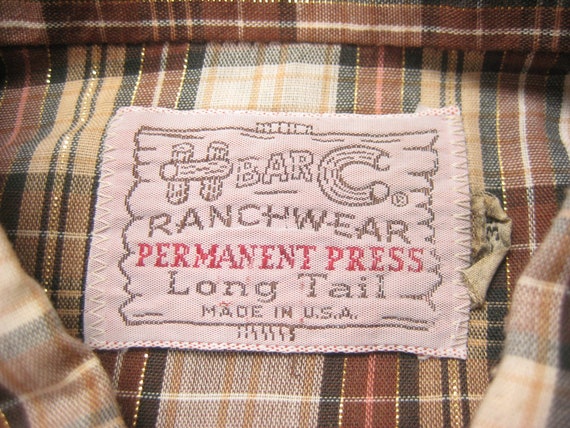 H BAR C ®
RANCHWEAR
PERMANENT PRESS
Long Tail
MADE IN U.S.A.